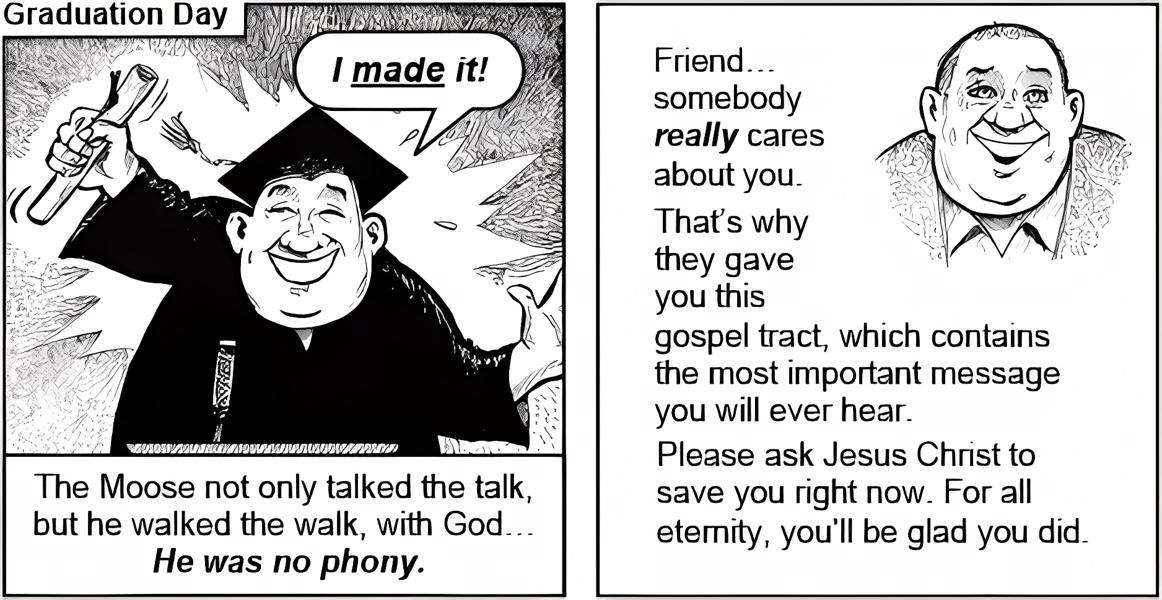 Graduation Day
I made it!
The Moose not only talked the talk,
but he walked the walk, with God...
He was no phony.
Friend...
somebody
really cares
about you.
That's why
they gave
you this
gospel tract, which contains
the most important message
you will ever hear.
Please ask Jesus Christ to
save you right now. For all
eternity, you'll be glad you did.